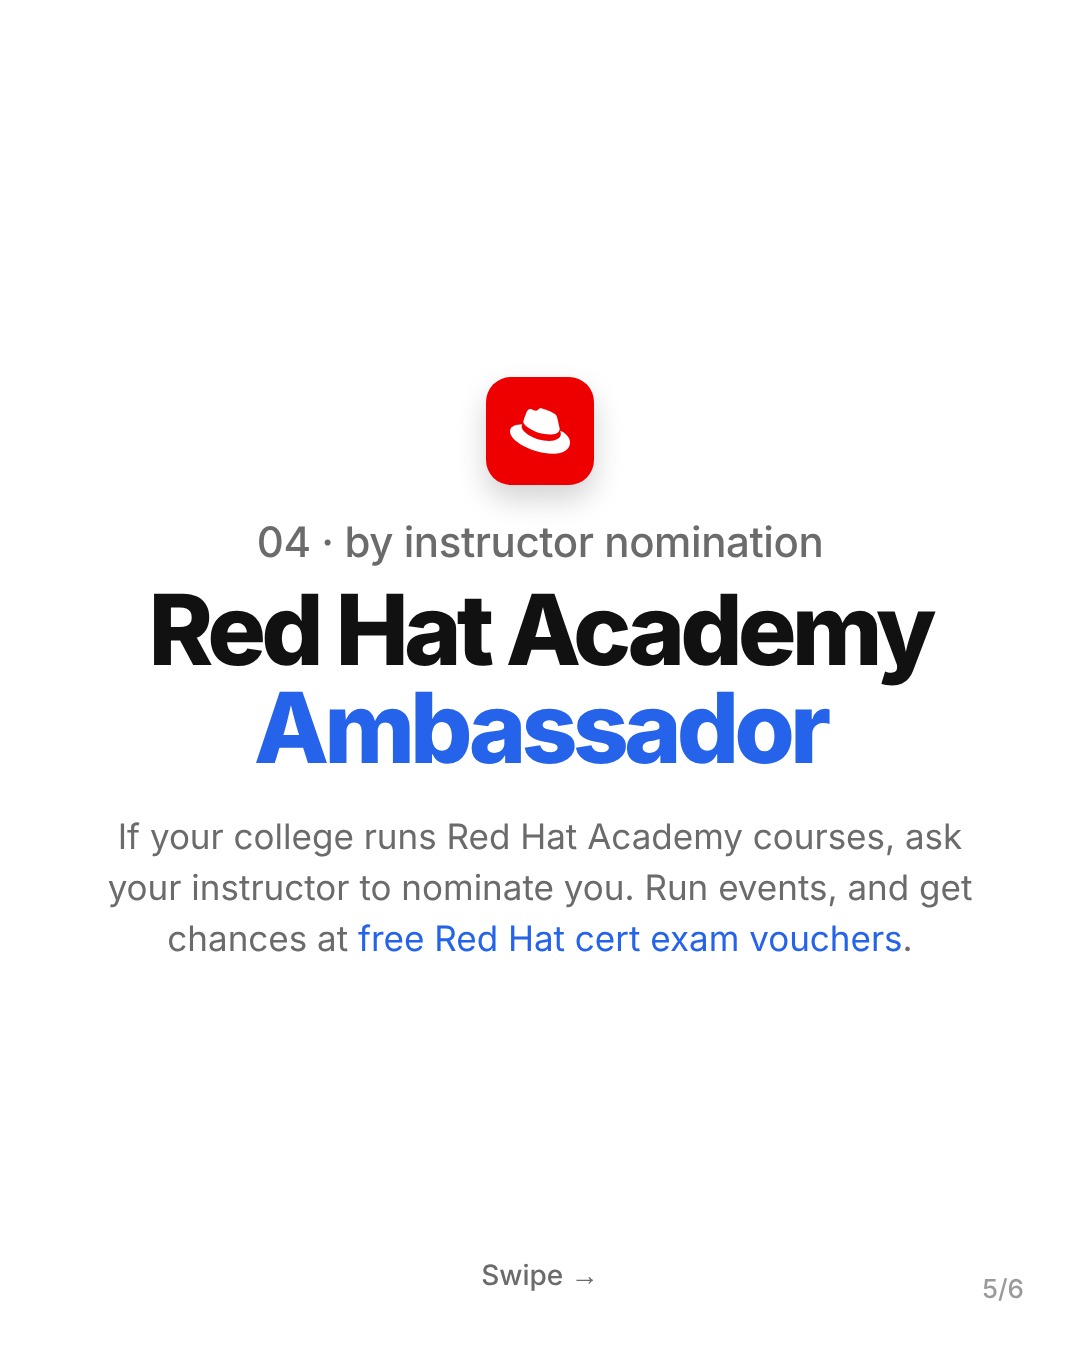 04 · by instructor nomination
Red Hat Academy
Ambassador
If your college runs Red Hat Academy courses, ask
your instructor to nominate you. Run events, and get
chances at free Red Hat cert exam vouchers.
Swipe →
5/6